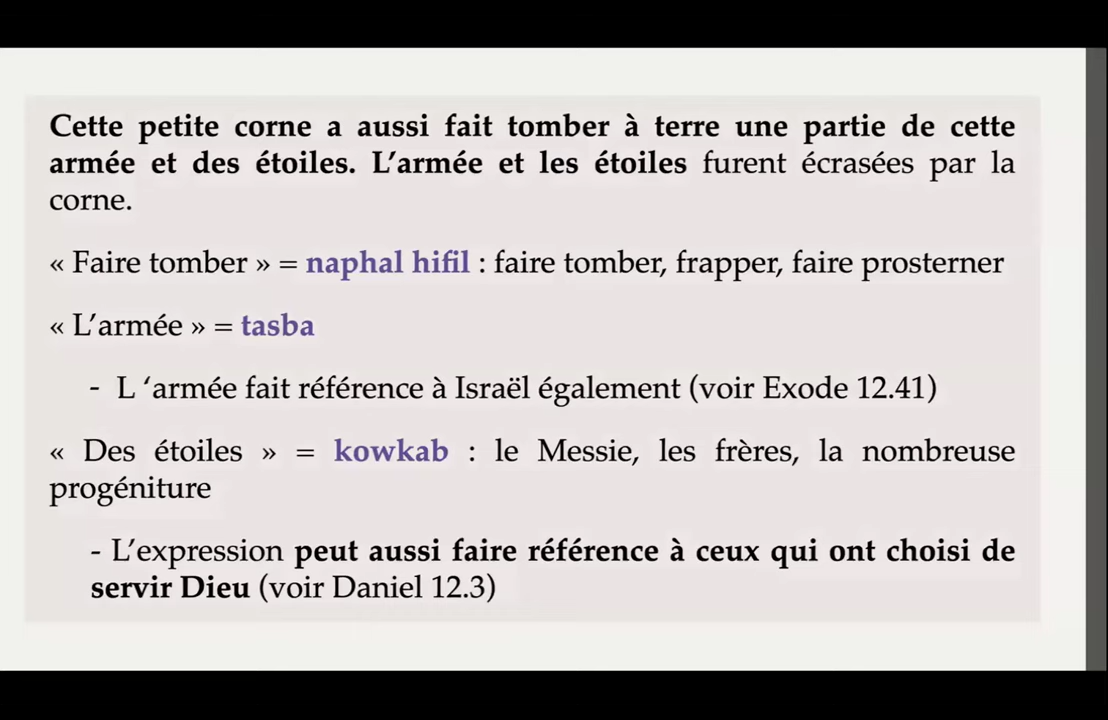 Cette petite corne a aussi fait tomber à terre une partie de cette
armée et des étoiles. L’armée et les étoiles furent écrasées par la
corne.
« Faire tomber » = naphal hifil : faire tomber, frapper, faire prosterner
« L’armée » = tasba
- L ‘armée fait référence à Israël également (voir Exode 12.41)
« Des étoiles » = kowkab : le Messie, les frères, la nombreuse
progéniture
- L’expression peut aussi faire référence à ceux qui ont choisi de
servir Dieu (voir Daniel 12.3)